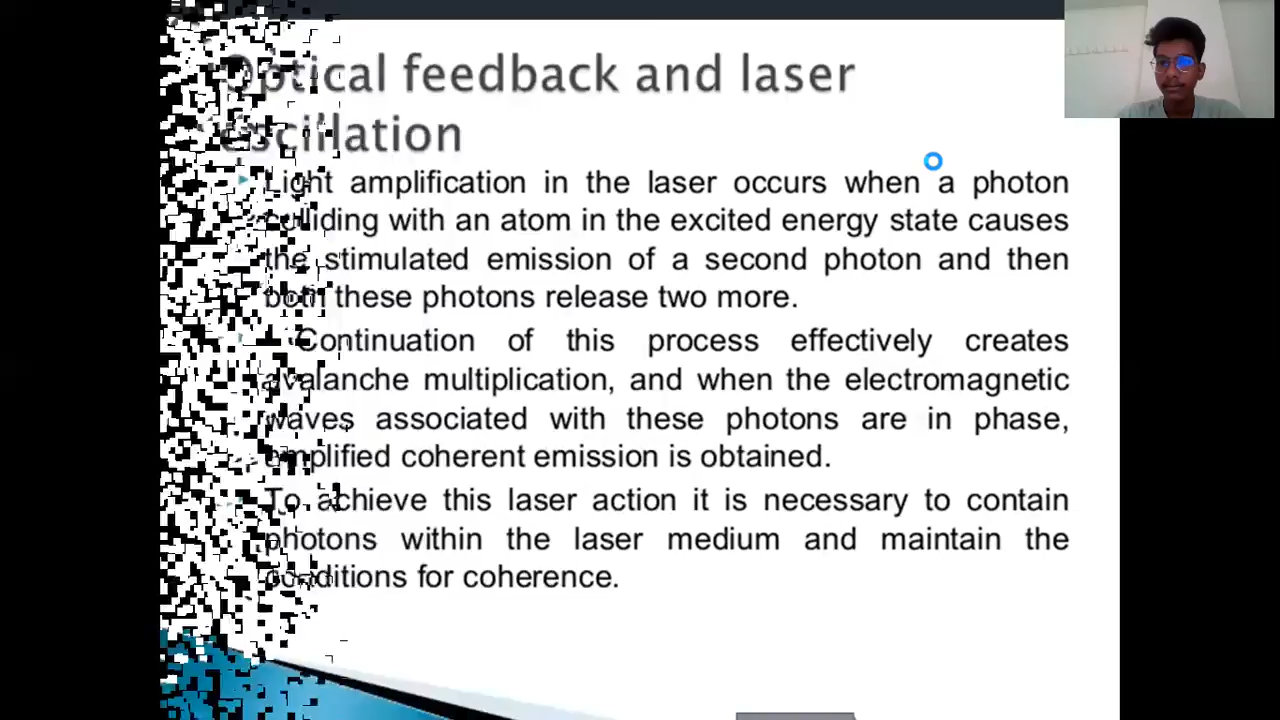 Optical feedback and laser
oscillation
Light amplification in the laser occurs when a photon
colliding with an atom in the excited energy state causes
the stimulated emission of a second photon and then
both these photons release two more.
Continuation of this process effectively creates
avalanche multiplication, and when the electromagnetic
waves associated with these photons are in phase,
amplified coherent emission is obtained.
To achieve this laser action it is necessary to contain
photons within the laser medium and maintain the
conditions for coherence.